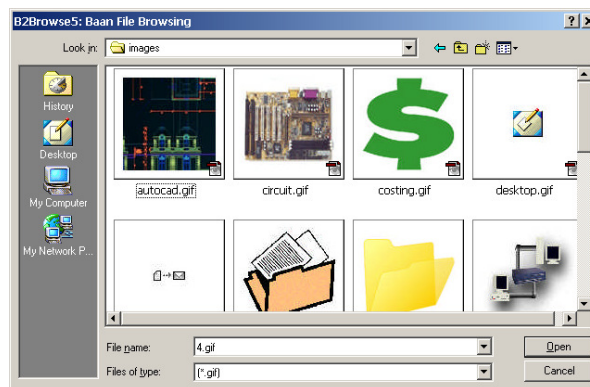 B2Browse5: Baan File Browsing
Look in: images
History
Desktop
My Computer
My Network P...
autocad.gif circuit.gif costing.gif desktop.gif
File name: 4.gif Open
Files of type: (*.gif) Cancel